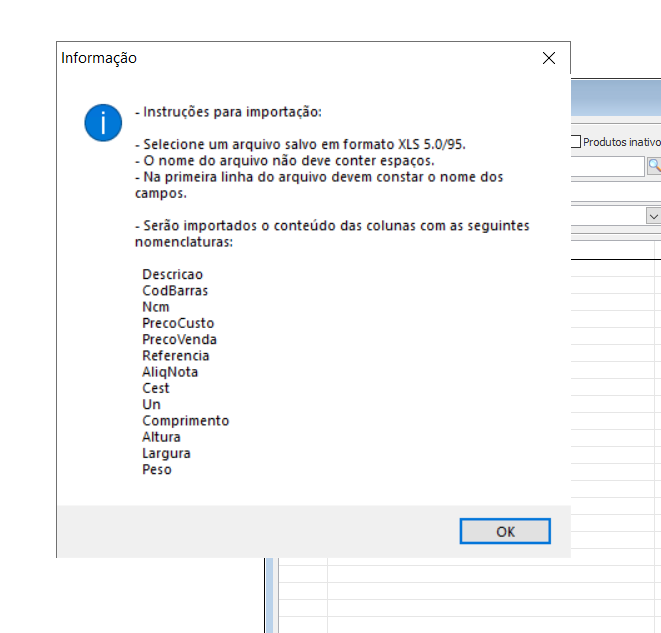 Informação
- Instruções para importação:
- Selecione um arquivo salvo em formato XLS 5.0/95.
- O nome do arquivo não deve conter espaços.
- Na primeira linha do arquivo devem constar o nome dos
campos.
- Serão importados o conteúdo das colunas com as seguintes
nomenclaturas:
Descricao
CodBarras
Ncm
PrecoCusto
PrecoVenda
Referencia
AliqNota
Cest
Un
Comprimento
Altura
Largura
Peso
OK
Produtos inativo